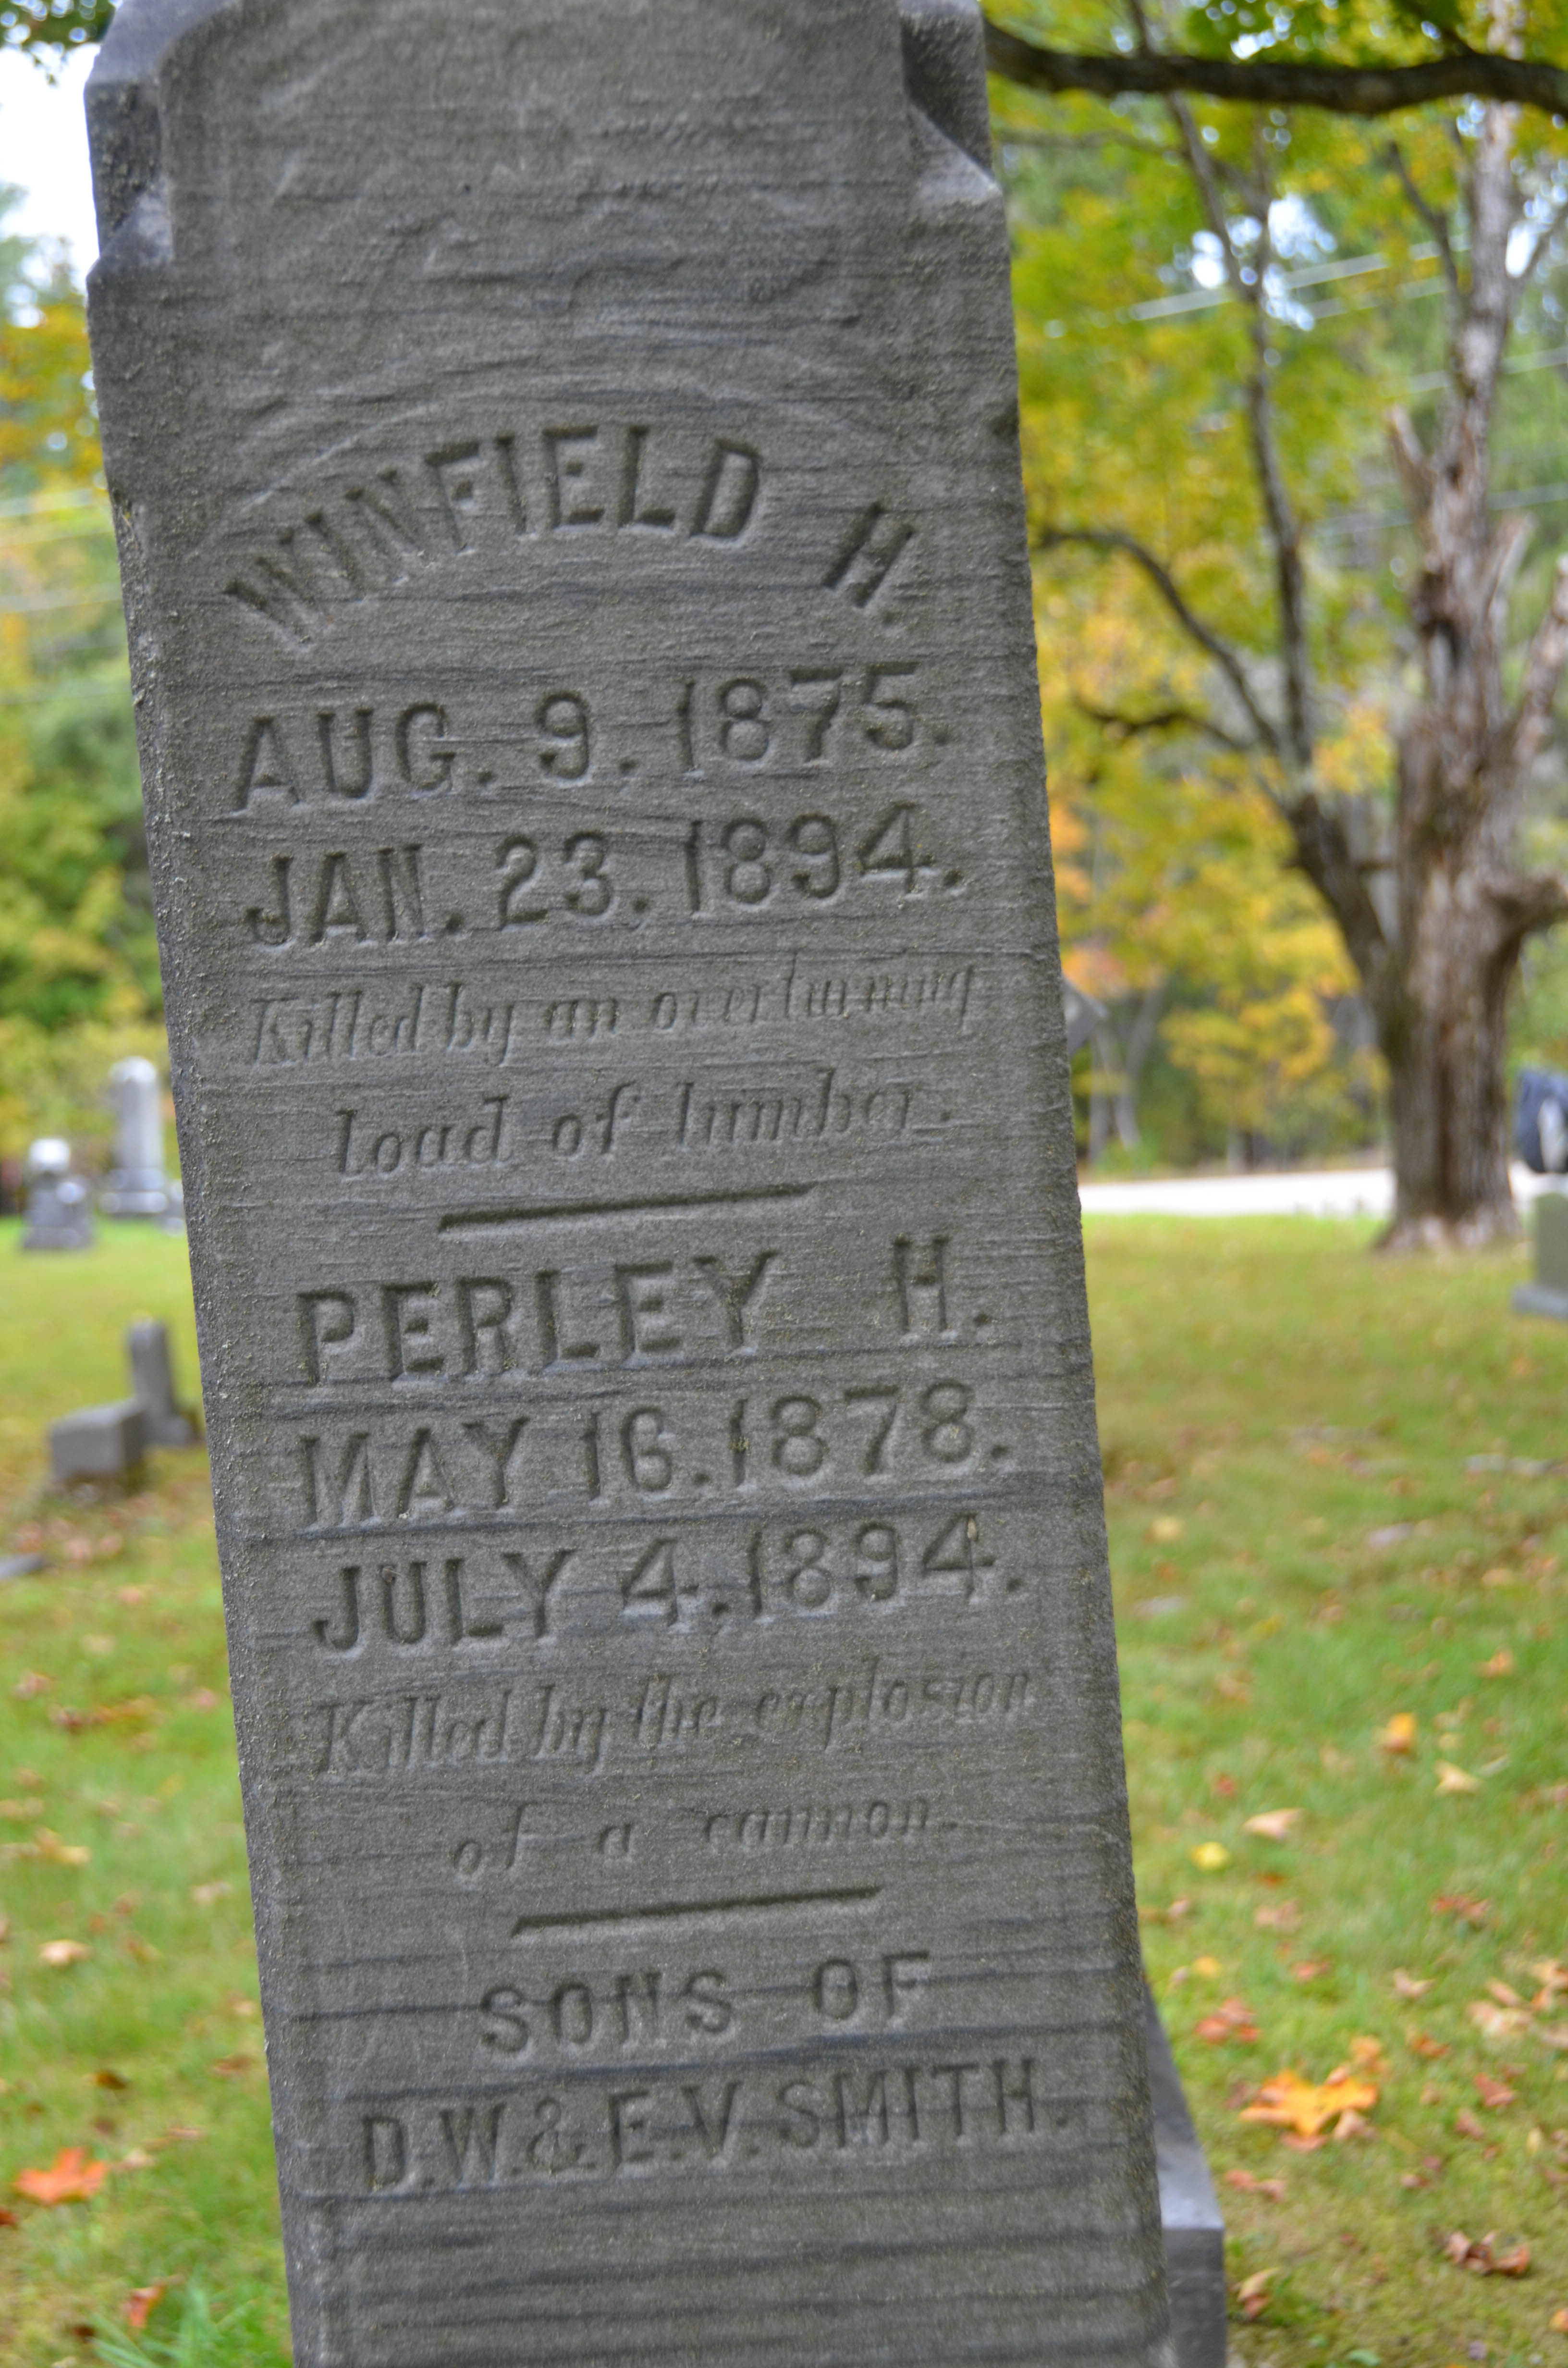 WINFIELD H.
AUG. 9. 1875.
JAN. 23. 1894.
Killed by an overturning
load of lumber.
PERLEY H.
MAY 16. 1878.
JULY 4. 1894.
Killed by the explosion
of a cannon.
SONS OF
D.W. & E.V. SMITH.